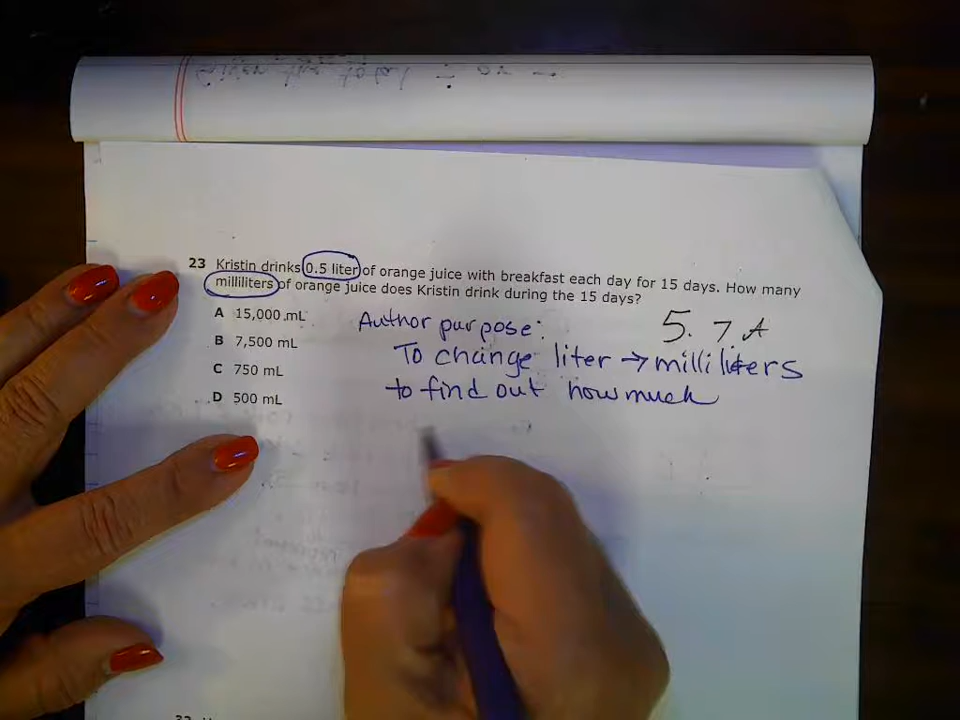 23 Kristin drinks 0.5 liter of orange juice with breakfast each day for 15 days. How many
milliliters of orange juice does Kristin drink during the 15 days?
A 15,000 mL
B 7,500 mL
C 750 mL
D 500 mL
5.7A
Author purpose:
To change liter → milliliters
to find out how much